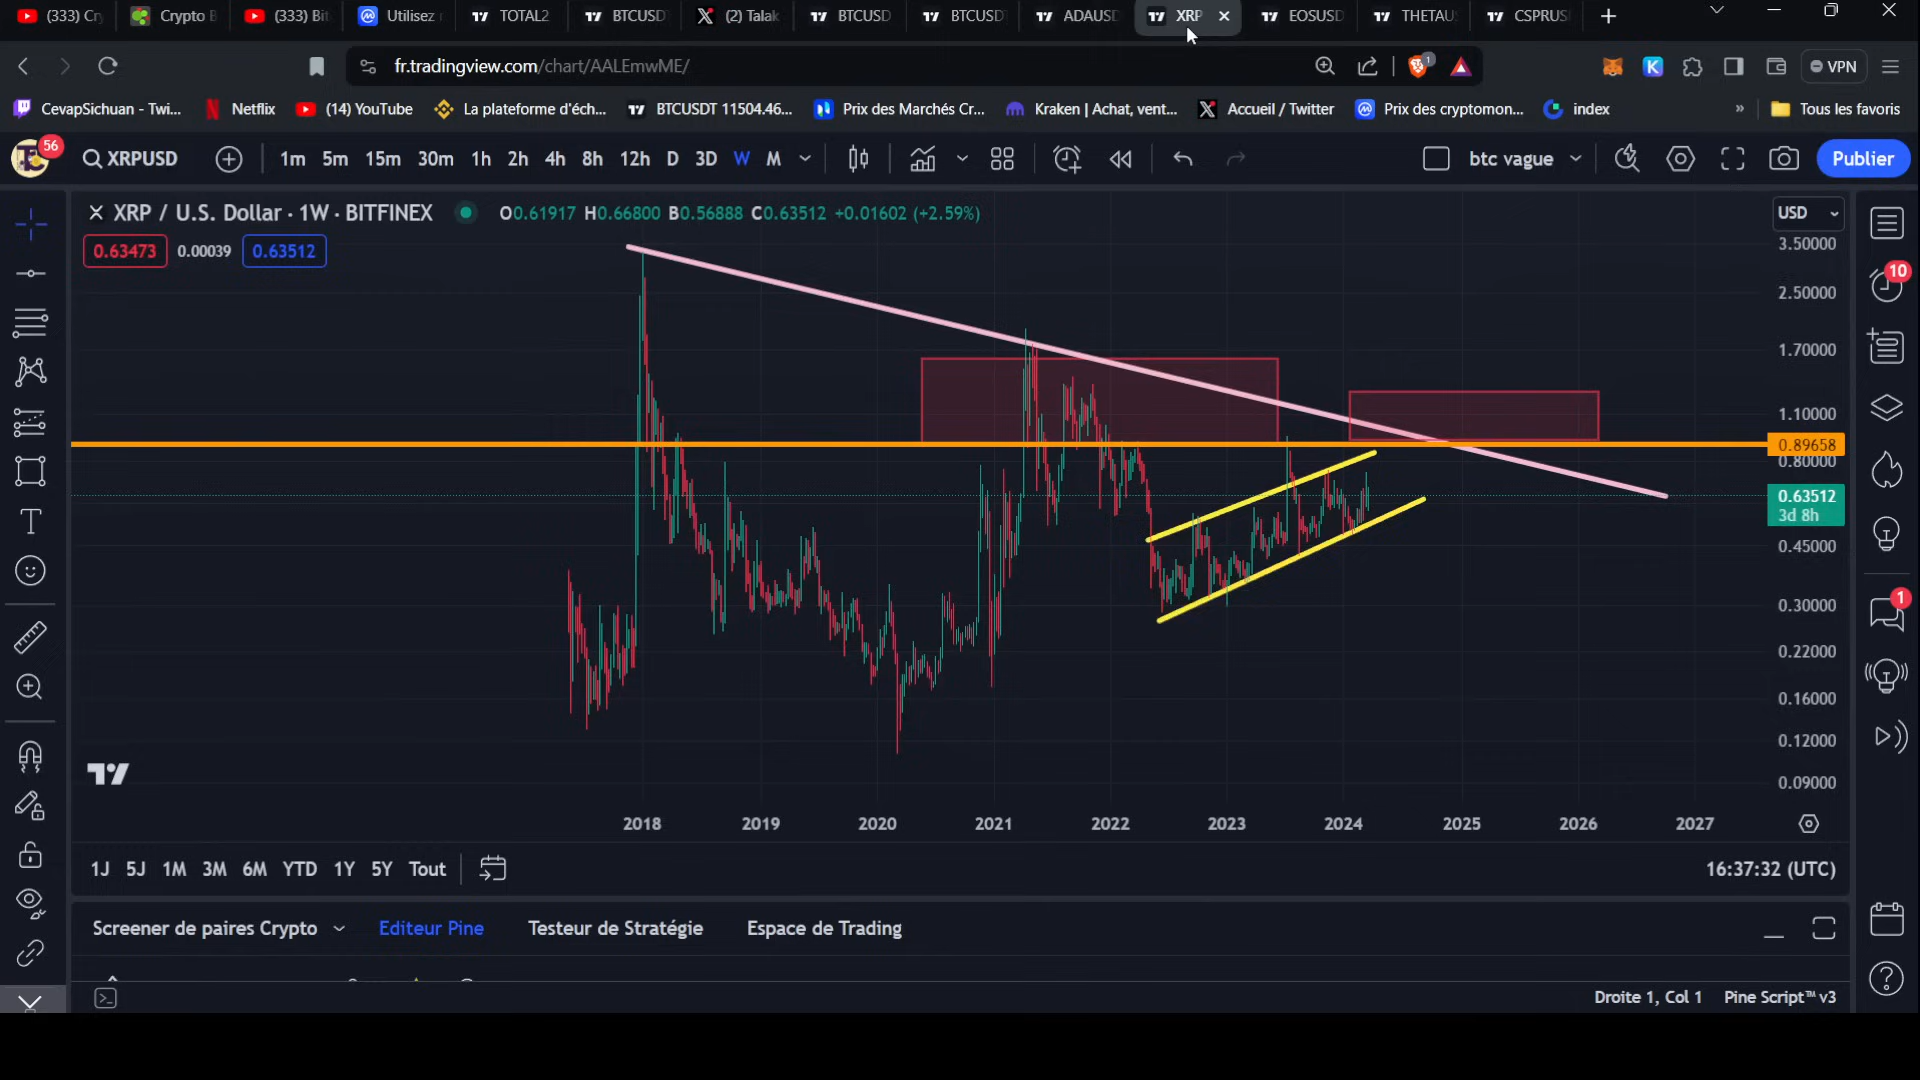 (333) Cr
Crypto B
(333) Bit
Utilisez
TOTAL2
BTCUSDT
(2) Talak
BTCUSD
BTCUSDT
ADAUSD
XRP
EOSUSD
THETAUS
CSPRUS
fr.tradingview.com/chart/AALEmwME/
1
VPN
CevapSichuan - Twi...
Netflix
(14) YouTube
La plateforme d'éch...
BTCUSDT 11504.46...
Prix des Marchés Cr...
Kraken | Achat, vent...
Accueil / Twitter
Prix des cryptomon...
index
»
Tous les favoris
56
XRPUSD
1m 5m 15m 30m 1h 2h 4h 8h 12h D 3D W M
btc vague
Publier
XRP / U.S. Dollar · 1W · BITFINEX
O0.61917 H0.66800 B0.56888 C0.63512 +0.01602 (+2.59%)
USD
0.63473 0.00039 0.63512
3.50000
10
2.50000
1.70000
1.10000
0.89658
0.80000
0.63512
3d 8h
0.45000
0.30000
1
0.22000
0.16000
0.12000
0.09000
2018 2019 2020 2021 2022 2023 2024 2025 2026 2027
1J 5J 1M 3M 6M YTD 1Y 5Y Tout
16:37:32 (UTC)
Screener de paires Crypto
Editeur Pine
Testeur de Stratégie
Espace de Trading
Droite 1, Col 1
Pine Script™ v3